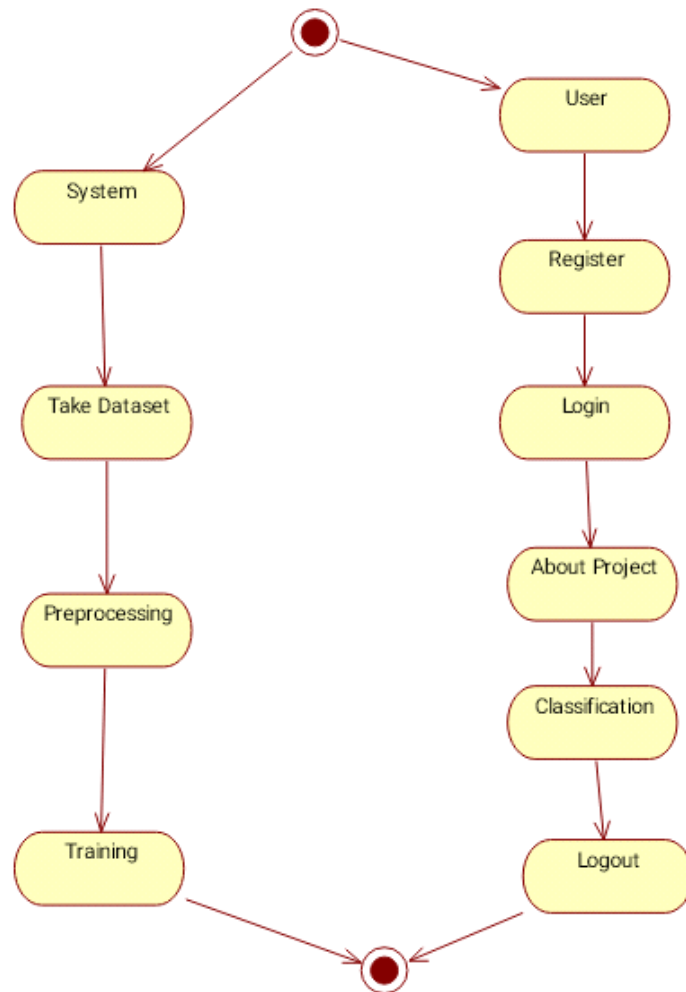 User
System
Register
Take Dataset
Login
About Project
Preprocessing
Classification
Training
Logout